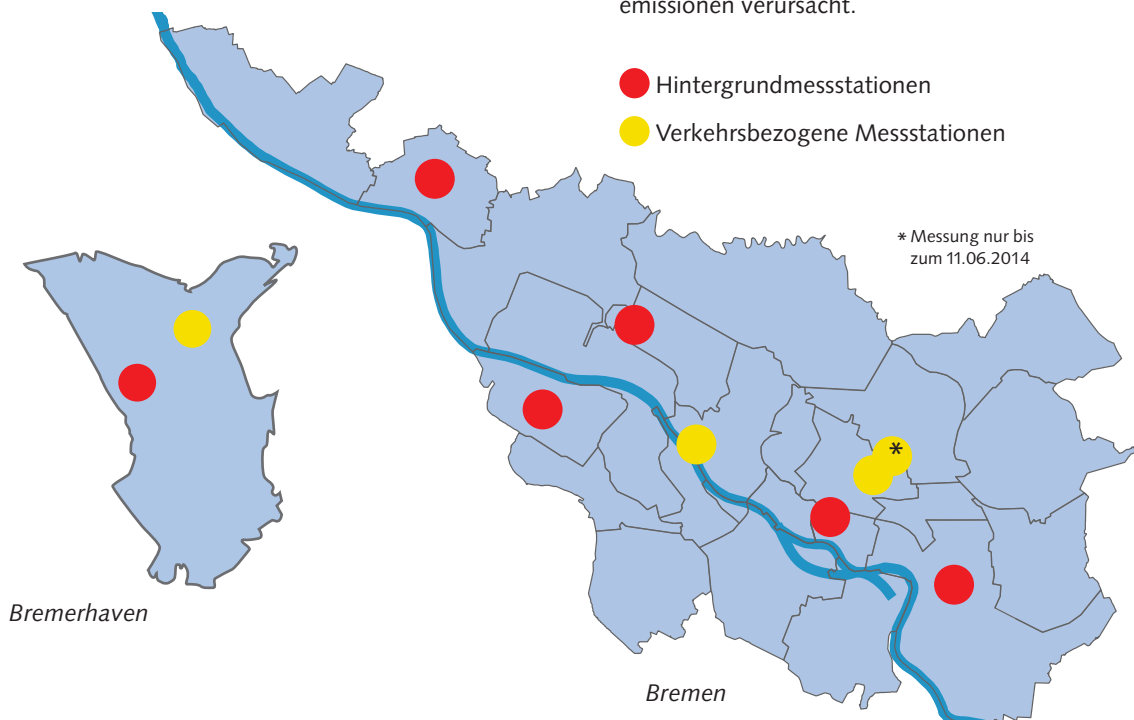 emissionen verursacht.
Hintergrundmessstationen
Verkehrsbezogene Messstationen
* Messung nur bis
zum 11.06.2014
*
Bremerhaven
Bremen